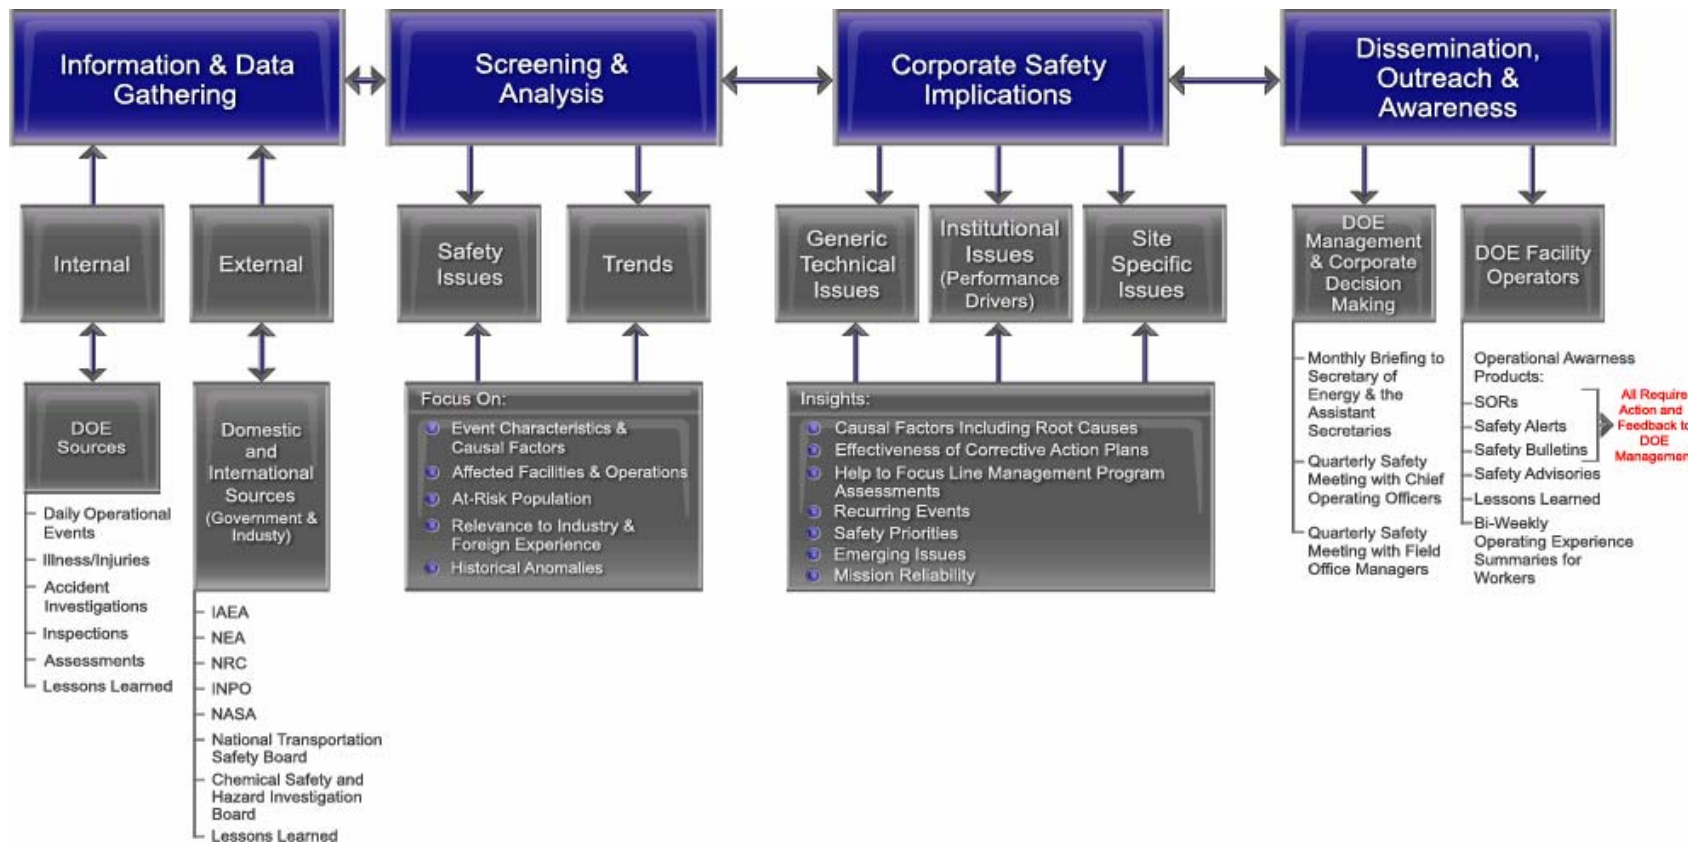 Information & Data
Gathering
Screening &
Analysis
Corporate Safety
Implications
Dissemination,
Outreach &
Awareness
Internal
External
Safety
Issues
Trends
Generic
Technical
Issues
Institutional
Issues
(Performance
Drivers)
Site
Specific
Issues
DOE
Management
& Corporate
Decision
Making
DOE Facility
Operators
DOE
Sources
Daily Operational
Events
Illness/Injuries
Accident
Investigations
Inspections
Assessments
Lessons Learned
Domestic
and
International
Sources
(Government &
Industy)
IAEA
NEA
NRC
INPO
NASA
National Transportation
Safety Board
Chemical Safety and
Hazard Investigation
Board
Lessons Learned
Focus On:
Event Characteristics &
Causal Factors
Affected Facilities & Operations
At-Risk Population
Relevance to Industry &
Foreign Experience
Historical Anomalies
Insights:
Causal Factors Including Root Causes
Effectiveness of Corrective Action Plans
Help to Focus Line Management Program
Assessments
Recurring Events
Safety Priorities
Emerging Issues
Mission Reliability
Monthly Briefing to
Secretary of
Energy & the
Assistant
Secretaries
Quarterly Safety
Meeting with Chief
Operating Officers
Quarterly Safety
Meeting with Field
Office Managers
Operational Awarness
Products:
SORs
Safety Alerts
Safety Bulletins
Safety Advisories
Lessons Learned
Bi-Weekly
Operating Experience
Summaries for
Workers
All Require
Action and
Feedback to
DOE
Management